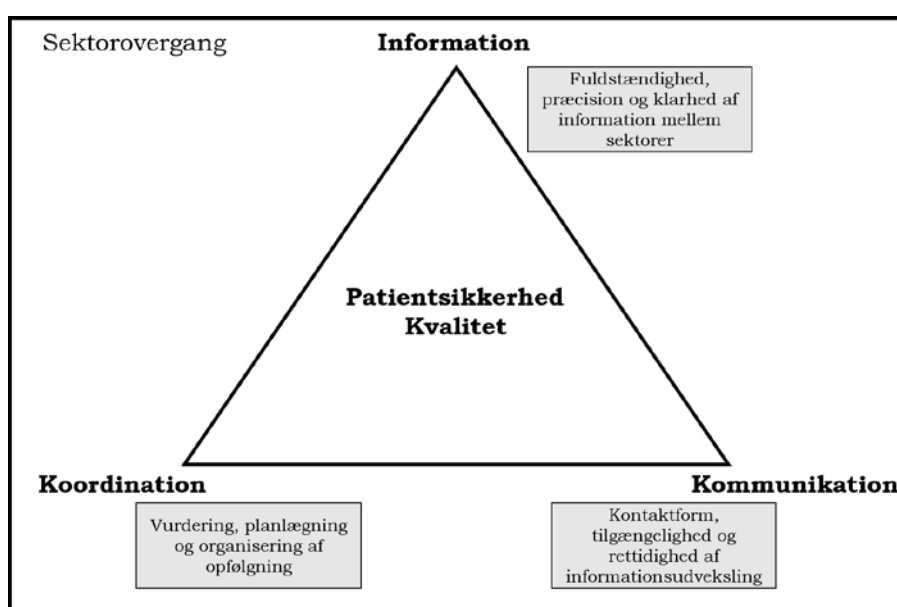 Sektorovergang
Information
Fuldstændighed,
præcision og klarhed af
information mellem
sektorer
Patientsikkerhed
Kvalitet
Koordination
Vurdering, planlægning
og organisering af
opfølgning
Kommunikation
Kontaktform,
tilgængelighed og
rettidighed af
informationsudveksling